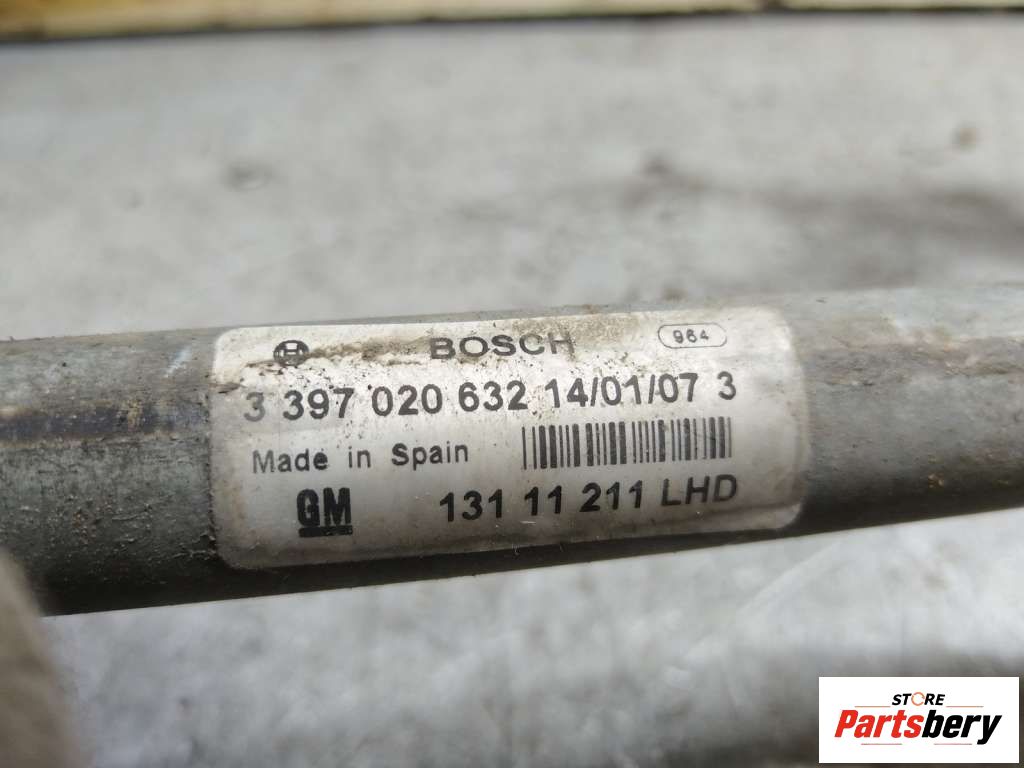 BOSCH 964
3 397 020 632 14/01/07 3
Made in Spain
GM 131 11 211 LHD
STORE
Partsbery